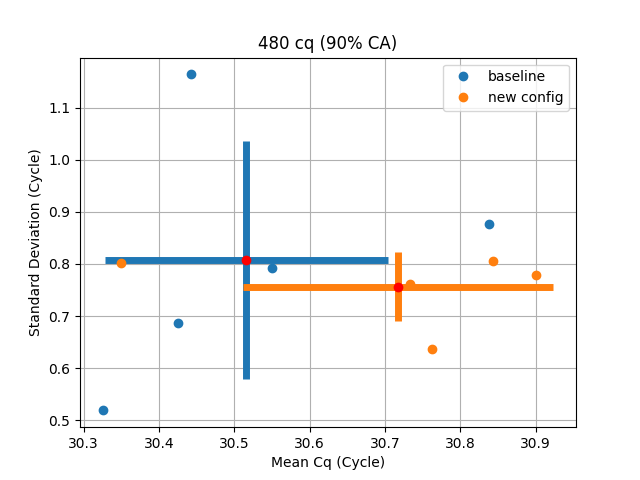 480 cq (90% CA)
baseline
new config
1.1
1.0
0.9
0.8
0.7
0.6
0.5
Standard Deviation (Cycle)
30.3 30.4 30.5 30.6 30.7 30.8 30.9
Mean Cq (Cycle)